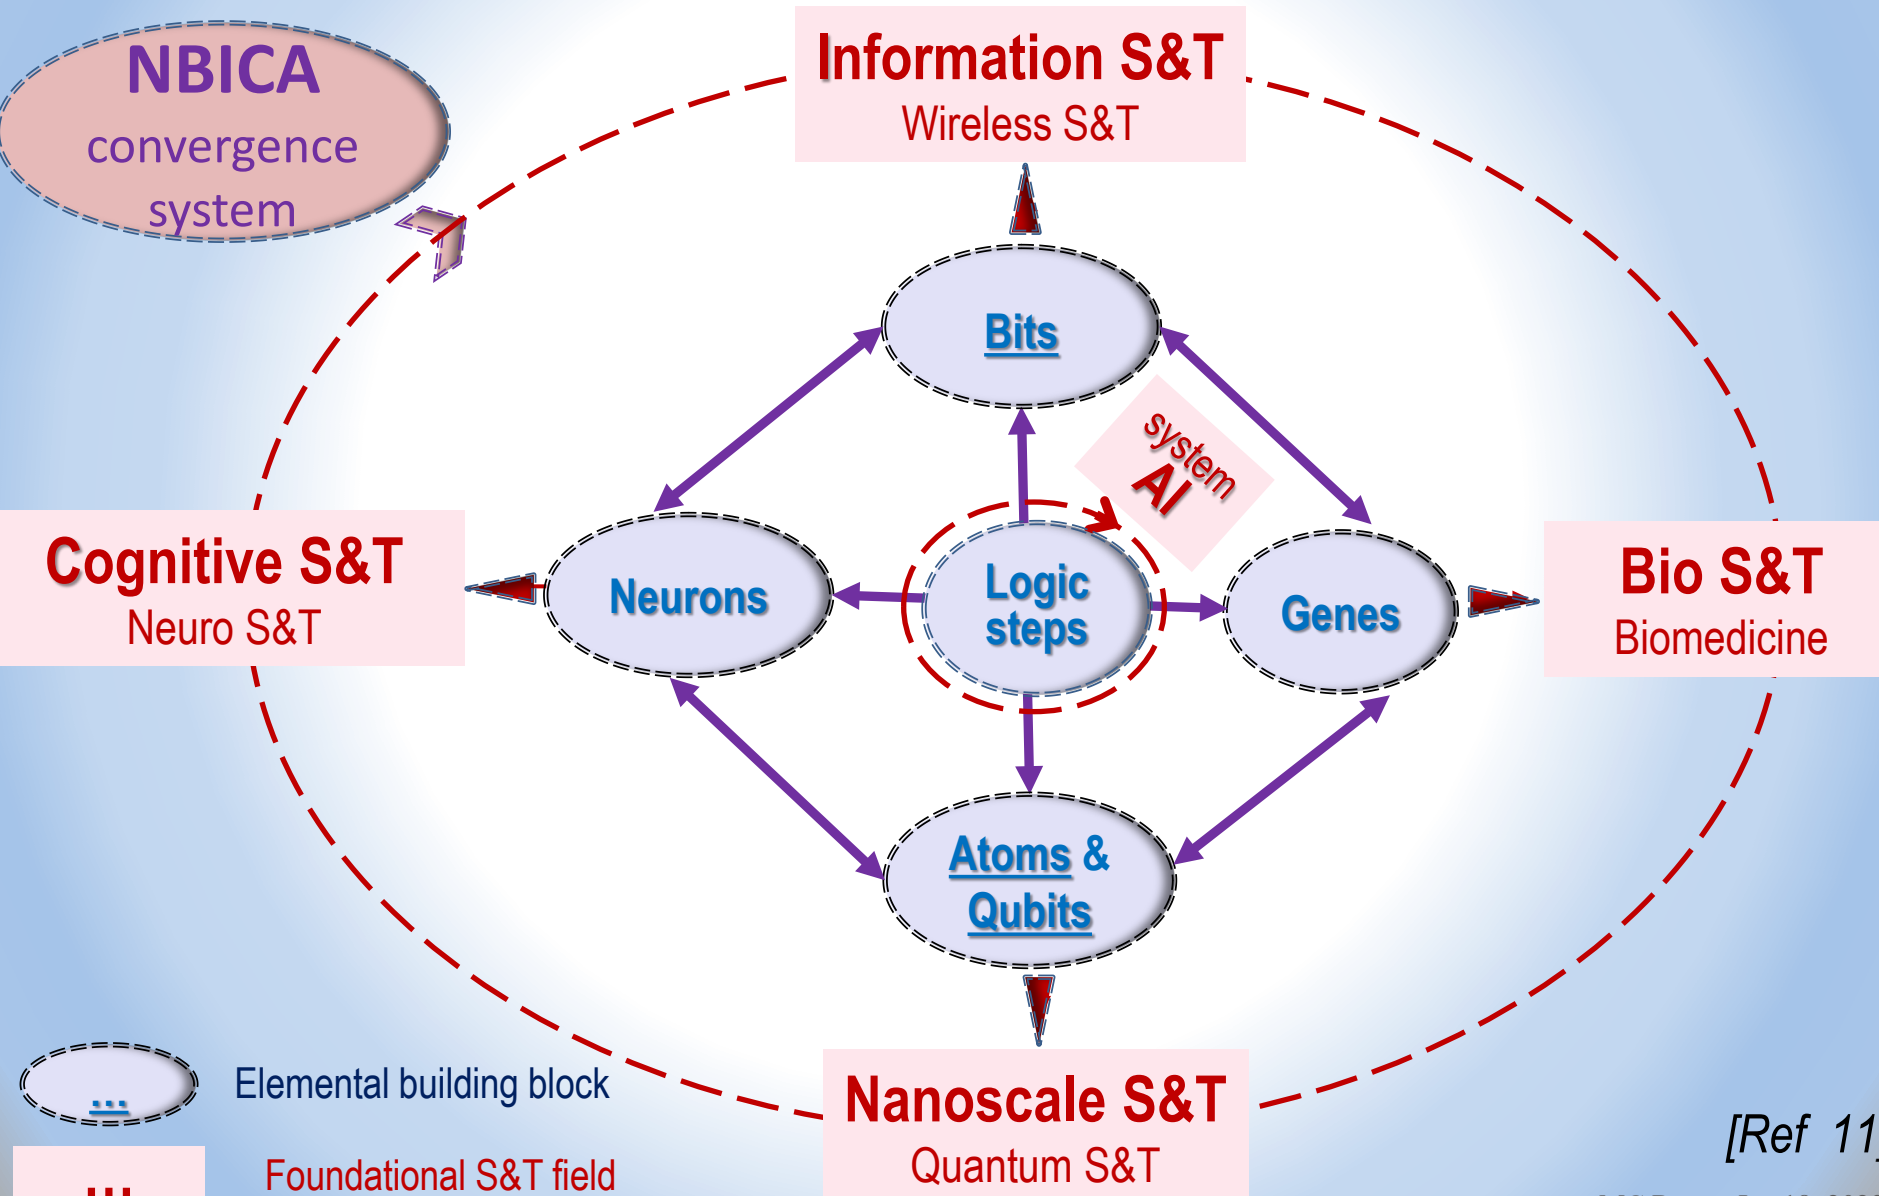 NBICA
convergence
system
Information S&T
Wireless S&T
Bits
system
AI
Cognitive S&T
Neuro S&T
Neurons
Logic
steps
Genes
Bio S&T
Biomedicine
Atoms &
Qubits
... Elemental building block
Nanoscale S&T
Quantum S&T
[Ref 11]
... Foundational S&T field